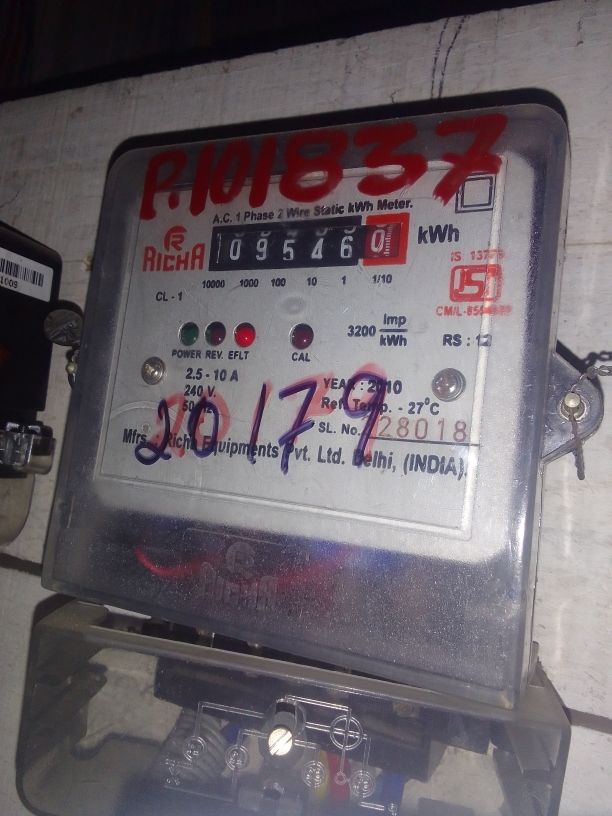 P.101837
A.C. 1 Phase 2 Wire Static kWh Meter.
RICHA
09546 0 kWh
10000 1000 100 10 1 1/10
CL - 1
ISI
POWER REV. EFLT CAL
3200 Imp/kWh
RS : 12
2.5 - 10 A
240 V.
YEAR : 2010
Ref. Temp. - 27°C
SL. No. 28018
20179
Mfrs. : Richa Equipments Pvt. Ltd. Delhi, (INDIA).
RICHA